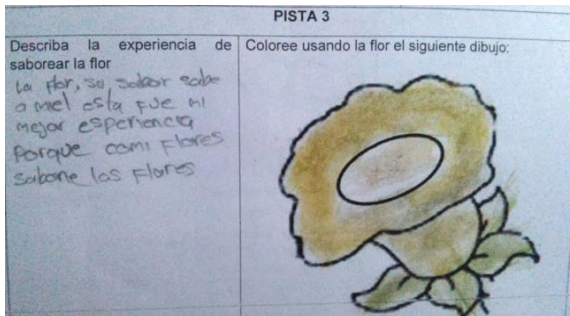 PISTA 3
Describa la experiencia de
saborear la flor
La flor, su sabor sabe
a miel esta fue mi
mejor esperiencia
Porque comi Flores
Sabore las Flores
Coloree usando la flor el siguiente dibujo: